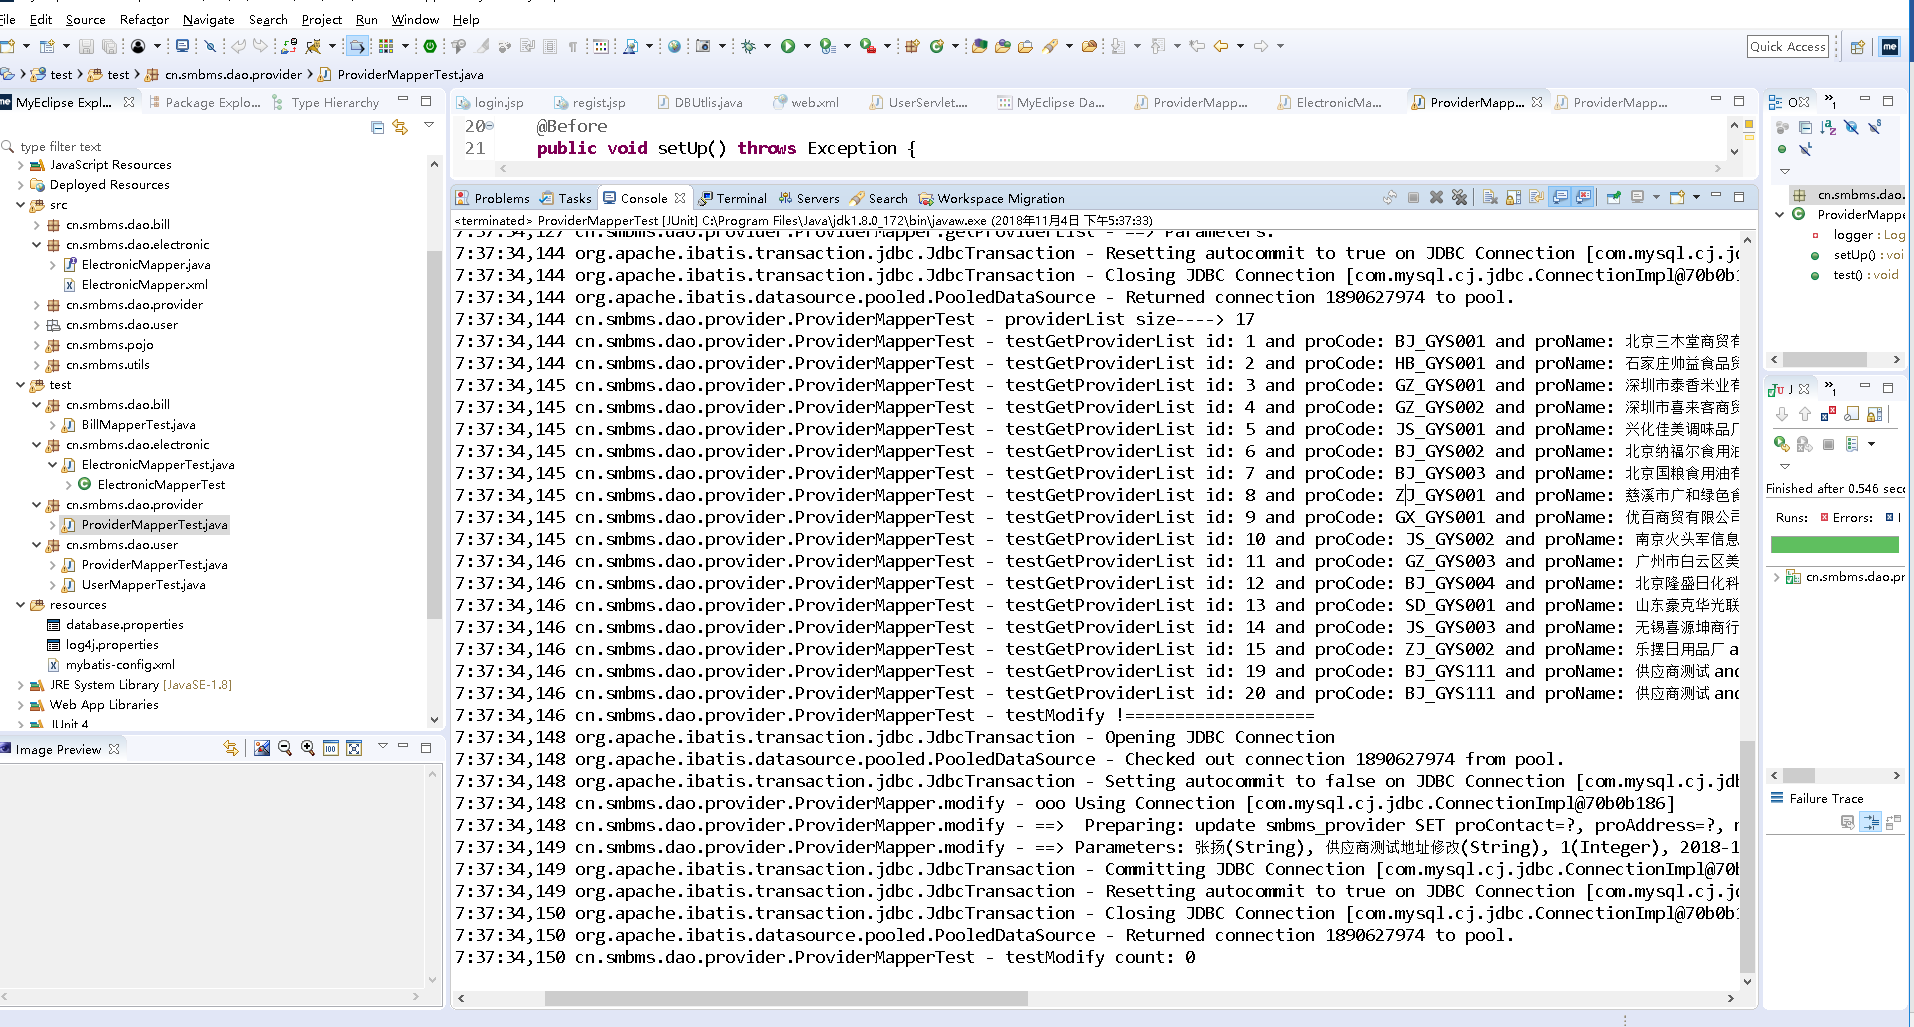 File Edit Source Refactor Navigate Search Project Run Window Help
Quick Access
test test cn.smbms.dao.provider ProviderMapperTest.java
MyEclipse Expl... Package Explo... Type Hierarchy
login.jsp regist.jsp DBUtlis.java web.xml UserServlet.... MyEclipse Da... ProviderMapp... ElectronicMa... ProviderMapp... ProviderMapp...
20 @Before
21 public void setUp() throws Exception {
type filter text
JavaScript Resources
Deployed Resources
src
cn.smbms.dao.bill
cn.smbms.dao.electronic
ElectronicMapper.java
ElectronicMapper.xml
cn.smbms.dao.provider
cn.smbms.dao.user
cn.smbms.pojo
cn.smbms.utils
test
cn.smbms.dao.bill
BillMapperTest.java
cn.smbms.dao.electronic
ElectronicMapperTest.java
ElectronicMapperTest
cn.smbms.dao.provider
ProviderMapperTest.java
cn.smbms.dao.user
ProviderMapperTest.java
UserMapperTest.java
resources
database.properties
log4j.properties
mybatis-config.xml
JRE System Library [JavaSE-1.8]
Web App Libraries
JUnit 4
Image Preview
Problems Tasks Console Terminal Servers Search Workspace Migration
<terminated> ProviderMapperTest [JUnit] C:\Program Files\Java\jdk1.8.0_172\bin\javaw.exe (2018年11月4日 下午5:37:33)
7:37:34,127 cn.smbms.dao.provider.ProviderMapper.getProviderList - ==> Parameters:
7:37:34,144 org.apache.ibatis.transaction.jdbc.JdbcTransaction - Resetting autocommit to true on JDBC Connection [com.mysql.cj.jd
7:37:34,144 org.apache.ibatis.transaction.jdbc.JdbcTransaction - Closing JDBC Connection [com.mysql.cj.jdbc.ConnectionImpl@70b0b1
7:37:34,144 org.apache.ibatis.datasource.pooled.PooledDataSource - Returned connection 1890627974 to pool.
7:37:34,144 cn.smbms.dao.provider.ProviderMapperTest - providerList size----> 17
7:37:34,144 cn.smbms.dao.provider.ProviderMapperTest - testGetProviderList id: 1 and proCode: BJ_GYS001 and proName: 北京三木堂商贸有
7:37:34,144 cn.smbms.dao.provider.ProviderMapperTest - testGetProviderList id: 2 and proCode: HB_GYS001 and proName: 石家庄帅益食品贸
7:37:34,145 cn.smbms.dao.provider.ProviderMapperTest - testGetProviderList id: 3 and proCode: GZ_GYS001 and proName: 深圳市泰香米业有
7:37:34,145 cn.smbms.dao.provider.ProviderMapperTest - testGetProviderList id: 4 and proCode: GZ_GYS002 and proName: 深圳市喜来客商贸
7:37:34,145 cn.smbms.dao.provider.ProviderMapperTest - testGetProviderList id: 5 and proCode: JS_GYS001 and proName: 兴化佳美调味品厂
7:37:34,145 cn.smbms.dao.provider.ProviderMapperTest - testGetProviderList id: 6 and proCode: BJ_GYS002 and proName: 北京纳福尔食用油
7:37:34,145 cn.smbms.dao.provider.ProviderMapperTest - testGetProviderList id: 7 and proCode: BJ_GYS003 and proName: 北京国粮食用油有
7:37:34,145 cn.smbms.dao.provider.ProviderMapperTest - testGetProviderList id: 8 and proCode: ZJ_GYS001 and proName: 慈溪市广和绿色食
7:37:34,145 cn.smbms.dao.provider.ProviderMapperTest - testGetProviderList id: 9 and proCode: GX_GYS001 and proName: 优百商贸有限公司
7:37:34,145 cn.smbms.dao.provider.ProviderMapperTest - testGetProviderList id: 10 and proCode: JS_GYS002 and proName: 南京火头军信息
7:37:34,146 cn.smbms.dao.provider.ProviderMapperTest - testGetProviderList id: 11 and proCode: GZ_GYS003 and proName: 广州市白云区美
7:37:34,146 cn.smbms.dao.provider.ProviderMapperTest - testGetProviderList id: 12 and proCode: BJ_GYS004 and proName: 北京隆盛日化科
7:37:34,146 cn.smbms.dao.provider.ProviderMapperTest - testGetProviderList id: 13 and proCode: SD_GYS001 and proName: 山东豪克华光联
7:37:34,146 cn.smbms.dao.provider.ProviderMapperTest - testGetProviderList id: 14 and proCode: JS_GYS003 and proName: 无锡喜源坤商行
7:37:34,146 cn.smbms.dao.provider.ProviderMapperTest - testGetProviderList id: 15 and proCode: ZJ_GYS002 and proName: 乐摆日用品厂 a
7:37:34,146 cn.smbms.dao.provider.ProviderMapperTest - testGetProviderList id: 19 and proCode: BJ_GYS111 and proName: 供应商测试 and
7:37:34,146 cn.smbms.dao.provider.ProviderMapperTest - testGetProviderList id: 20 and proCode: BJ_GYS111 and proName: 供应商测试 and
7:37:34,146 cn.smbms.dao.provider.ProviderMapperTest - testModify !===================
7:37:34,148 org.apache.ibatis.transaction.jdbc.JdbcTransaction - Opening JDBC Connection
7:37:34,148 org.apache.ibatis.datasource.pooled.PooledDataSource - Checked out connection 1890627974 from pool.
7:37:34,148 org.apache.ibatis.transaction.jdbc.JdbcTransaction - Setting autocommit to false on JDBC Connection [com.mysql.cj.jdb
7:37:34,148 cn.smbms.dao.provider.ProviderMapper.modify - ooo Using Connection [com.mysql.cj.jdbc.ConnectionImpl@70b0b186]
7:37:34,148 cn.smbms.dao.provider.ProviderMapper.modify - ==>  Preparing: update smbms_provider SET proContact=?, proAddress=?, 
7:37:34,149 cn.smbms.dao.provider.ProviderMapper.modify - ==> Parameters: 张扬(String), 供应商测试地址修改(String), 1(Integer), 2018-1
7:37:34,149 org.apache.ibatis.transaction.jdbc.JdbcTransaction - Committing JDBC Connection [com.mysql.cj.jdbc.ConnectionImpl@70b
7:37:34,149 org.apache.ibatis.transaction.jdbc.JdbcTransaction - Resetting autocommit to true on JDBC Connection [com.mysql.cj.jd
7:37:34,150 org.apache.ibatis.transaction.jdbc.JdbcTransaction - Closing JDBC Connection [com.mysql.cj.jdbc.ConnectionImpl@70b0b1
7:37:34,150 org.apache.ibatis.datasource.pooled.PooledDataSource - Returned connection 1890627974 to pool.
7:37:34,150 cn.smbms.dao.provider.ProviderMapperTest - testModify count: 0
cn.smbms.dao.
ProviderMappe
logger : Log
setUp() : voi
test() : void
Finished after 0.546 seco
Runs: Errors:
cn.smbms.dao.pr
Failure Trace